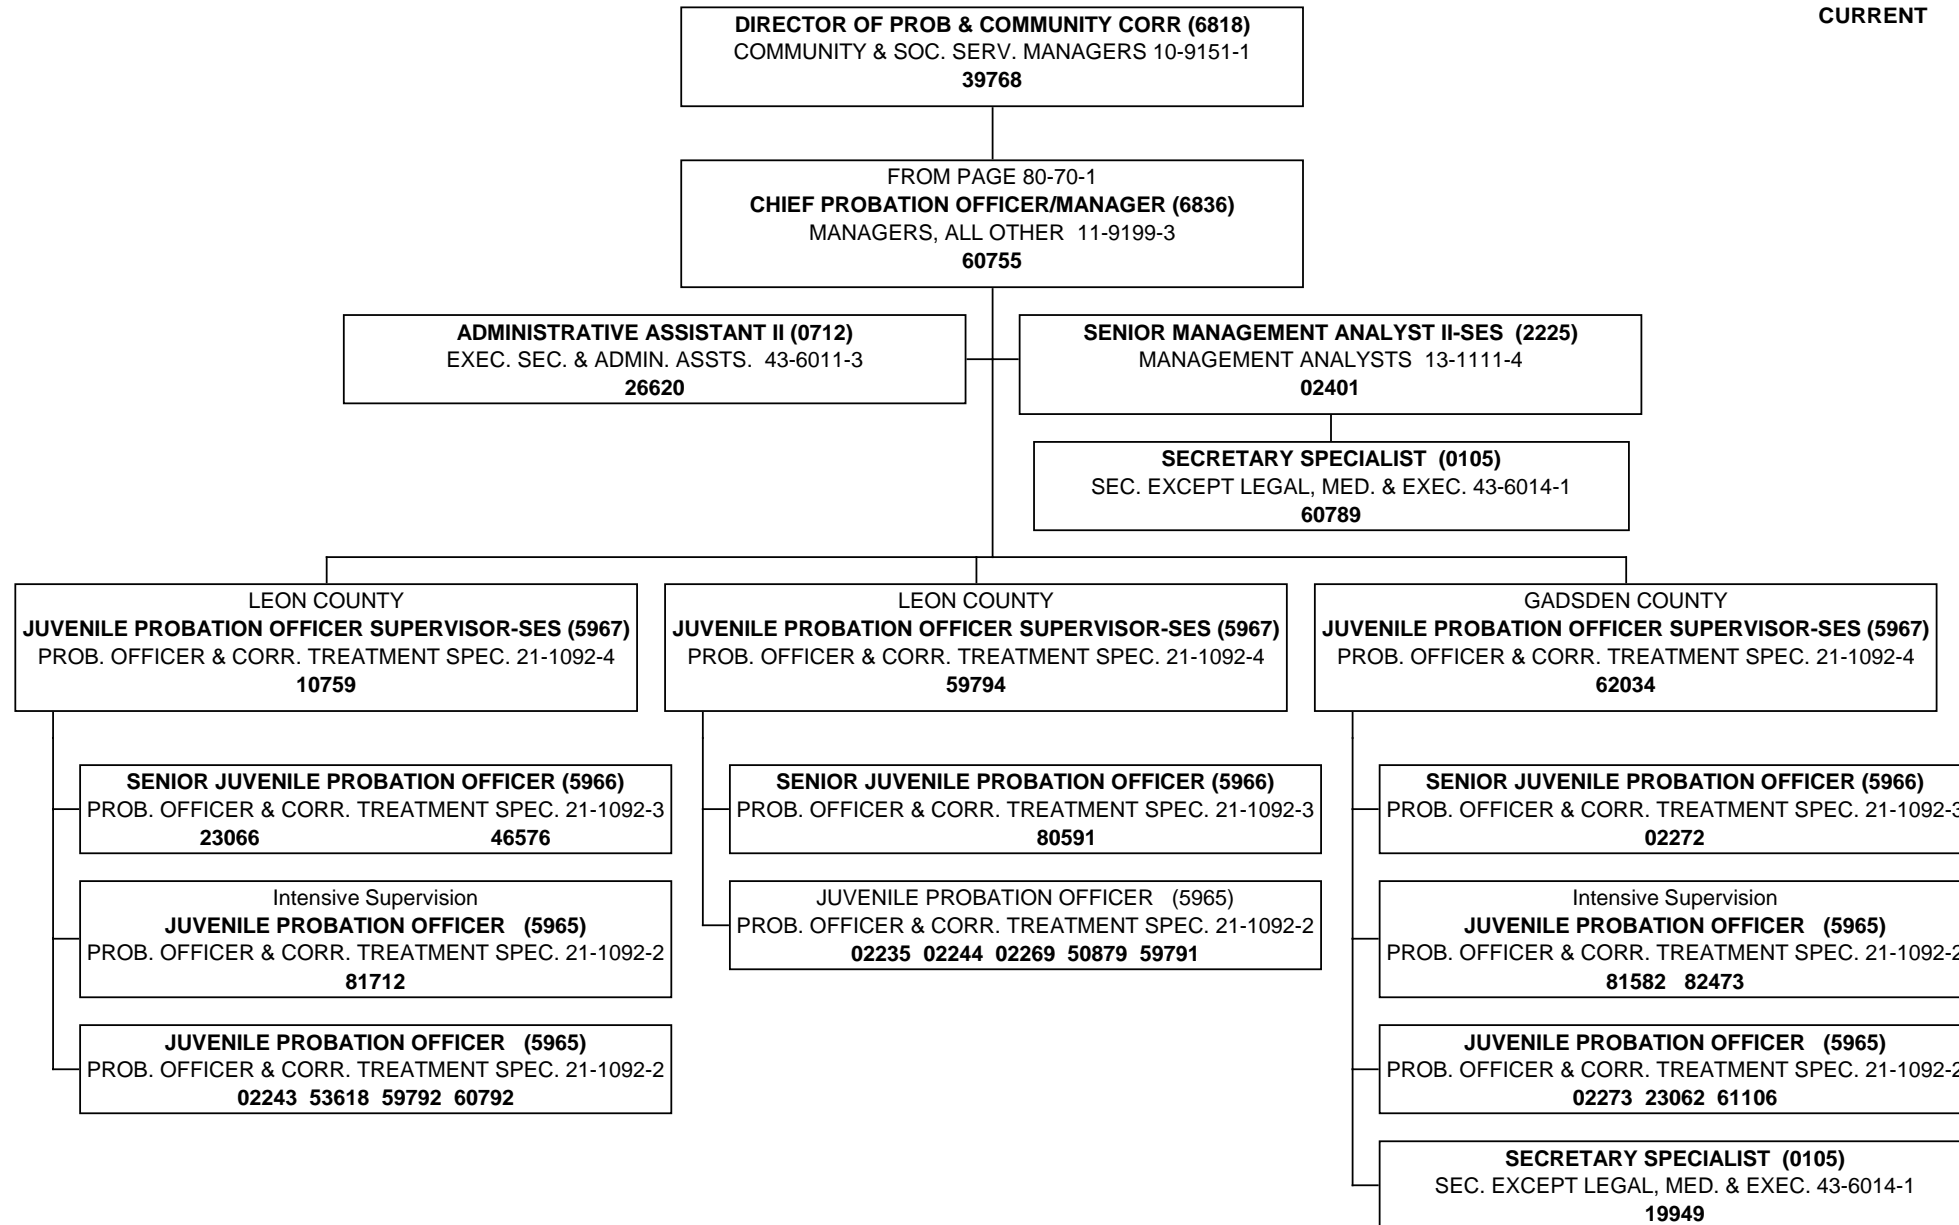 CURRENT
DIRECTOR OF PROB & COMMUNITY CORR (6818)
COMMUNITY & SOC. SERV. MANAGERS 10-9151-1
39768
FROM PAGE 80-70-1
CHIEF PROBATION OFFICER/MANAGER (6836)
MANAGERS, ALL OTHER 11-9199-3
60755
ADMINISTRATIVE ASSISTANT II (0712)
EXEC. SEC. & ADMIN. ASSTS. 43-6011-3
26620
SENIOR MANAGEMENT ANALYST II-SES (2225)
MANAGEMENT ANALYSTS 13-1111-4
02401
SECRETARY SPECIALIST (0105)
SEC. EXCEPT LEGAL, MED. & EXEC. 43-6014-1
60789
LEON COUNTY
JUVENILE PROBATION OFFICER SUPERVISOR-SES (5967)
PROB. OFFICER & CORR. TREATMENT SPEC. 21-1092-4
10759
SENIOR JUVENILE PROBATION OFFICER (5966)
PROB. OFFICER & CORR. TREATMENT SPEC. 21-1092-3
23066 46576
Intensive Supervision
JUVENILE PROBATION OFFICER (5965)
PROB. OFFICER & CORR. TREATMENT SPEC. 21-1092-2
81712
JUVENILE PROBATION OFFICER (5965)
PROB. OFFICER & CORR. TREATMENT SPEC. 21-1092-2
02243 53618 59792 60792
LEON COUNTY
JUVENILE PROBATION OFFICER SUPERVISOR-SES (5967)
PROB. OFFICER & CORR. TREATMENT SPEC. 21-1092-4
59794
SENIOR JUVENILE PROBATION OFFICER (5966)
PROB. OFFICER & CORR. TREATMENT SPEC. 21-1092-3
80591
JUVENILE PROBATION OFFICER (5965)
PROB. OFFICER & CORR. TREATMENT SPEC. 21-1092-2
02235 02244 02269 50879 59791
GADSDEN COUNTY
JUVENILE PROBATION OFFICER SUPERVISOR-SES (5967)
PROB. OFFICER & CORR. TREATMENT SPEC. 21-1092-4
62034
SENIOR JUVENILE PROBATION OFFICER (5966)
PROB. OFFICER & CORR. TREATMENT SPEC. 21-1092-3
02272
Intensive Supervision
JUVENILE PROBATION OFFICER (5965)
PROB. OFFICER & CORR. TREATMENT SPEC. 21-1092-2
81582 82473
JUVENILE PROBATION OFFICER (5965)
PROB. OFFICER & CORR. TREATMENT SPEC. 21-1092-2
02273 23062 61106
SECRETARY SPECIALIST (0105)
SEC. EXCEPT LEGAL, MED. & EXEC. 43-6014-1
19949